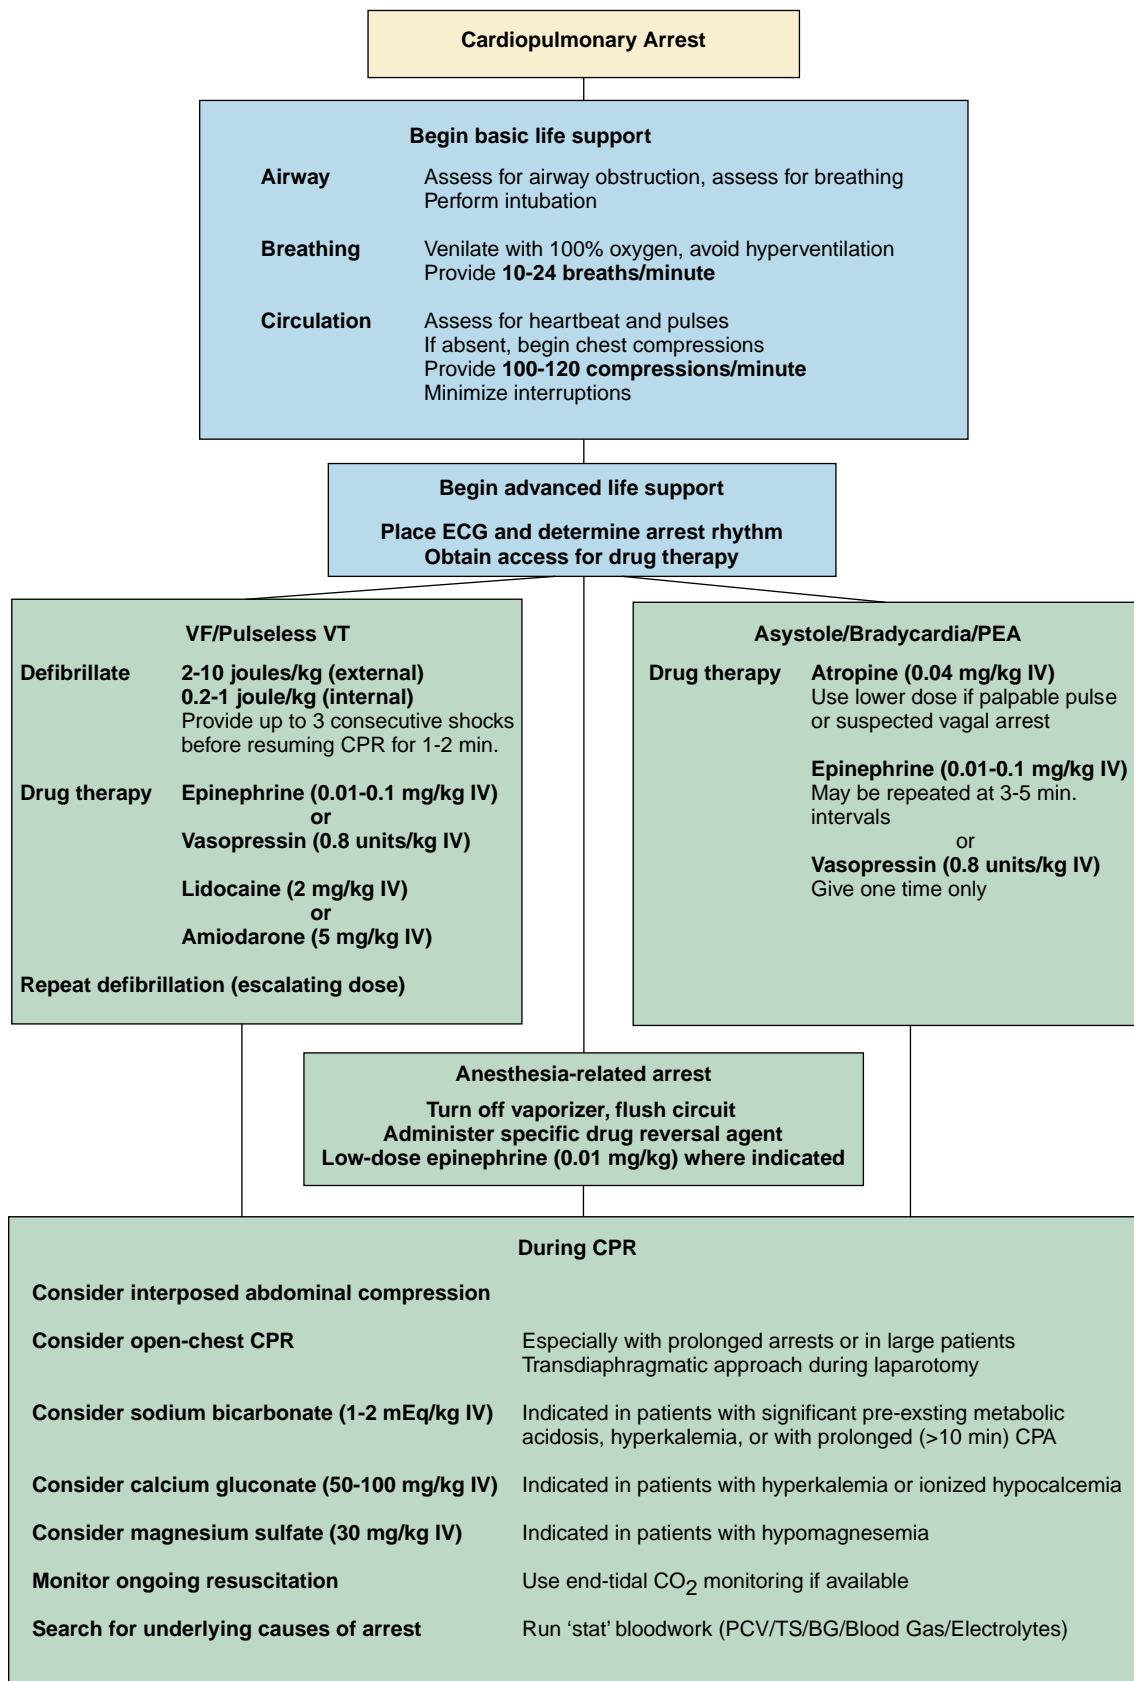 Cardiopulmonary Arrest
Begin basic life support
Airway Assess for airway obstruction, assess for breathing
Perform intubation
Breathing Venilate with 100% oxygen, avoid hyperventilation
Provide 10-24 breaths/minute
Circulation Assess for heartbeat and pulses
If absent, begin chest compressions
Provide 100-120 compressions/minute
Minimize interruptions
Begin advanced life support
Place ECG and determine arrest rhythm
Obtain access for drug therapy
VF/Pulseless VT
Defibrillate 2-10 joules/kg (external)
0.2-1 joule/kg (internal)
Provide up to 3 consecutive shocks
before resuming CPR for 1-2 min.
Drug therapy Epinephrine (0.01-0.1 mg/kg IV)
or
Vasopressin (0.8 units/kg IV)
Lidocaine (2 mg/kg IV)
or
Amiodarone (5 mg/kg IV)
Repeat defibrillation (escalating dose)
Asystole/Bradycardia/PEA
Drug therapy Atropine (0.04 mg/kg IV)
Use lower dose if palpable pulse
or suspected vagal arrest
Epinephrine (0.01-0.1 mg/kg IV)
May be repeated at 3-5 min.
intervals
or
Vasopressin (0.8 units/kg IV)
Give one time only
Anesthesia-related arrest
Turn off vaporizer, flush circuit
Administer specific drug reversal agent
Low-dose epinephrine (0.01 mg/kg) where indicated
During CPR
Consider interposed abdominal compression
Consider open-chest CPR Especially with prolonged arrests or in large patients
Transdiaphragmatic approach during laparotomy
Consider sodium bicarbonate (1-2 mEq/kg IV) Indicated in patients with significant pre-exsting metabolic
acidosis, hyperkalemia, or with prolonged (>10 min) CPA
Consider calcium gluconate (50-100 mg/kg IV) Indicated in patients with hyperkalemia or ionized hypocalcemia
Consider magnesium sulfate (30 mg/kg IV) Indicated in patients with hypomagnesemia
Monitor ongoing resuscitation Use end-tidal CO2 monitoring if available
Search for underlying causes of arrest Run ‘stat’ bloodwork (PCV/TS/BG/Blood Gas/Electrolytes)